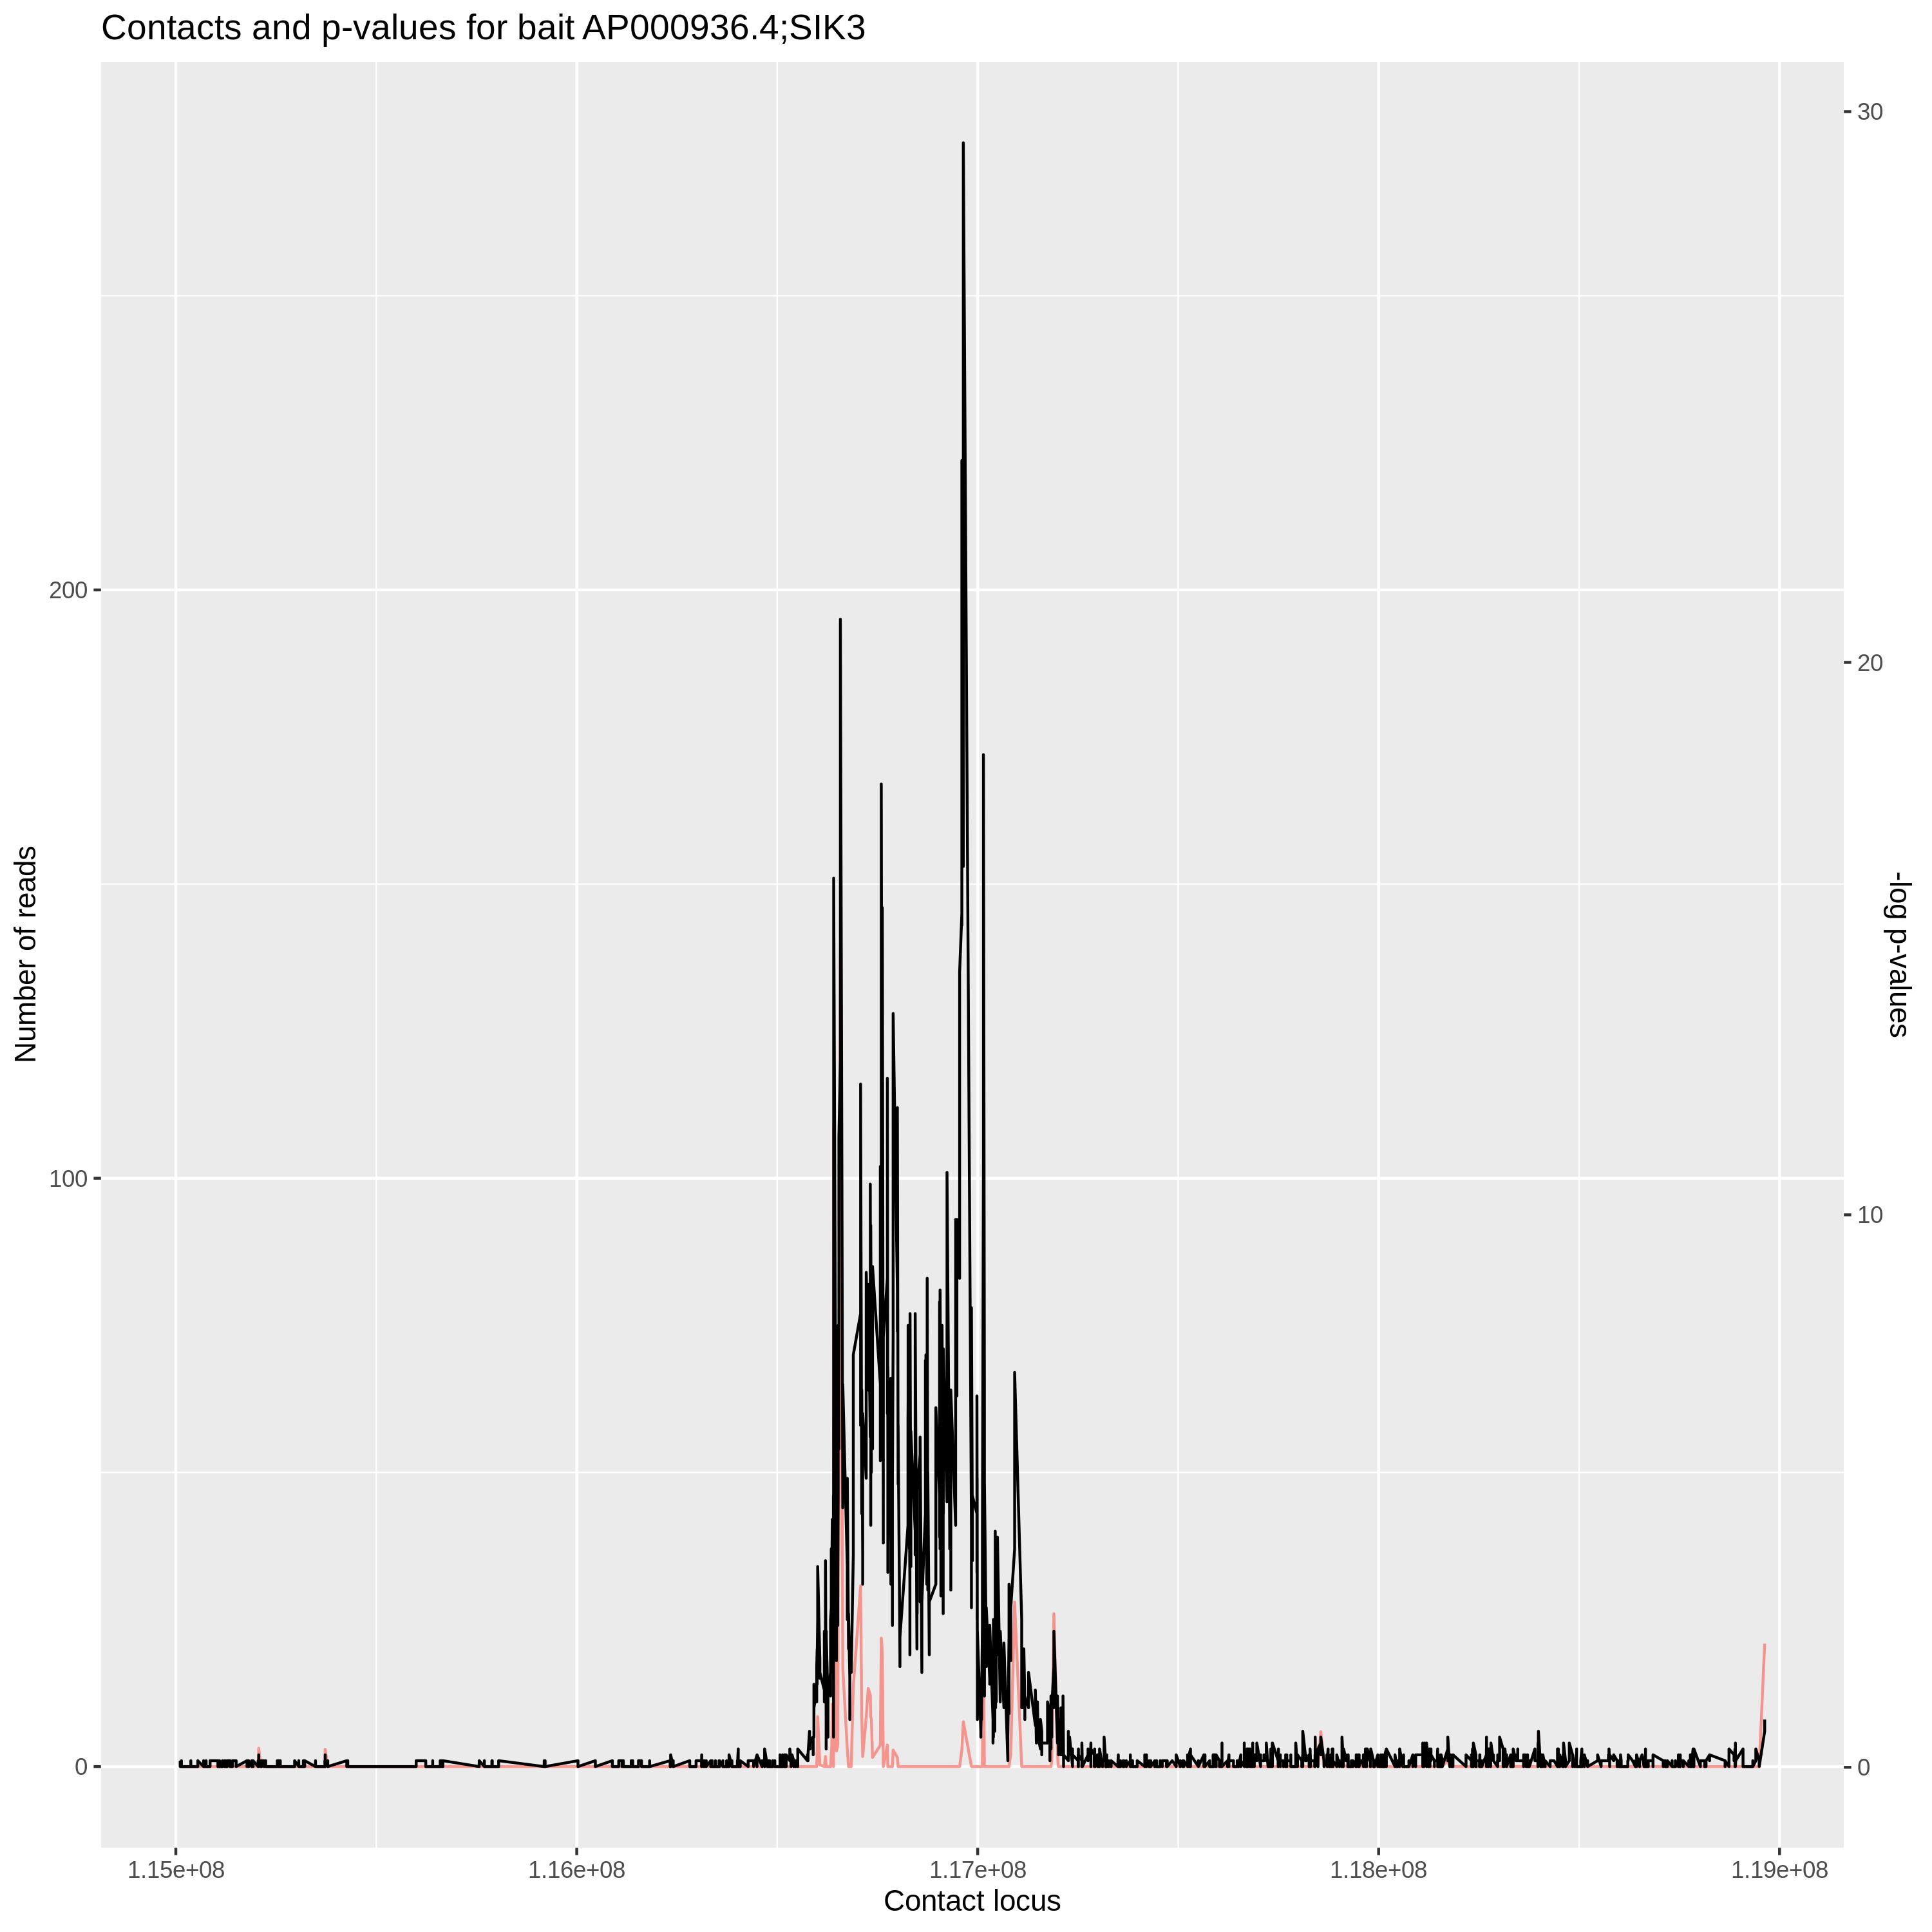 Contacts and p-values for bait AP000936.4;SIK3
30
200
20
Number of reads
-log p-values
100
10
0
0
1.15e+08
1.16e+08
1.17e+08
1.18e+08
1.19e+08
Contact locus